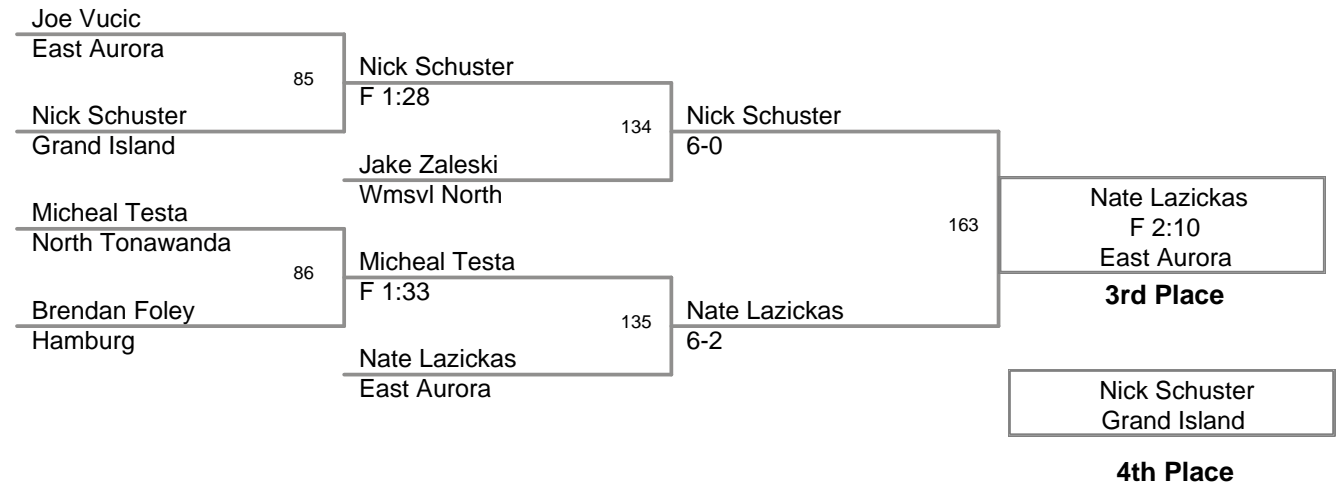 Joe Vucic
East Aurora
85
Nick Schuster
Grand Island
Nick Schuster
F 1:28
134
Jake Zaleski
Wmsvl North
Micheal Testa
North Tonawanda
86
Brendan Foley
Hamburg
Micheal Testa
F 1:33
135
Nate Lazickas
East Aurora
Nick Schuster
6-0
163
Nate Lazickas
6-2
Nate Lazickas
F 2:10
East Aurora
3rd Place
Nick Schuster
Grand Island
4th Place